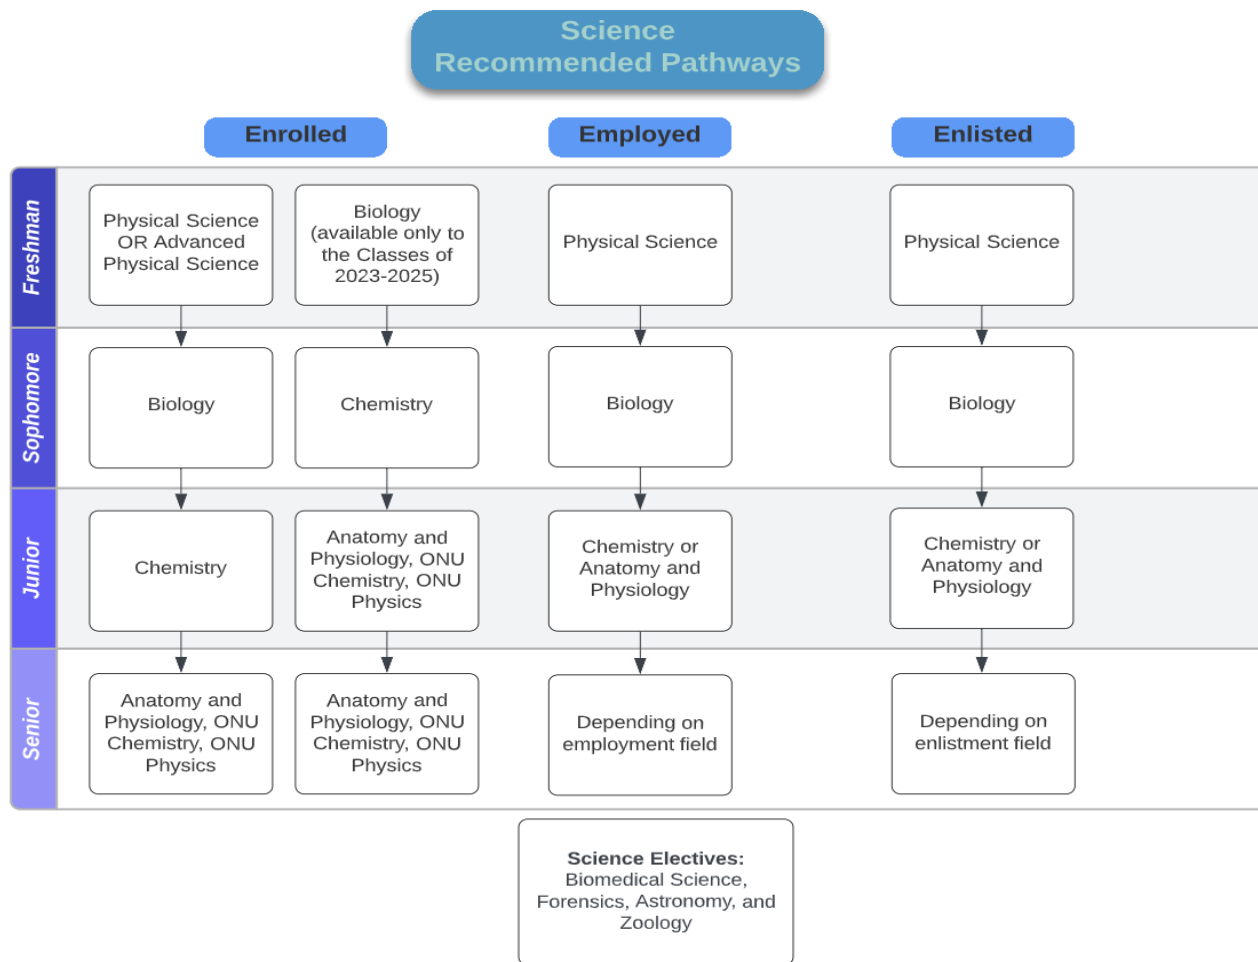 Science
Recommended Pathways
Enrolled
Employed
Enlisted
Freshman
Physical Science
OR Advanced
Physical Science
Biology
(available only to
the Classes of
2023-2025)
Physical Science
Physical Science
Sophomore
Biology
Chemistry
Biology
Biology
Junior
Chemistry
Anatomy and
Physiology, ONU
Chemistry, ONU
Physics
Chemistry or
Anatomy and
Physiology
Chemistry or
Anatomy and
Physiology
Senior
Anatomy and
Physiology, ONU
Chemistry, ONU
Physics
Anatomy and
Physiology, ONU
Chemistry, ONU
Physics
Depending on
employment field
Depending on
enlistment field
Science Electives:
Biomedical Science,
Forensics, Astronomy, and
Zoology